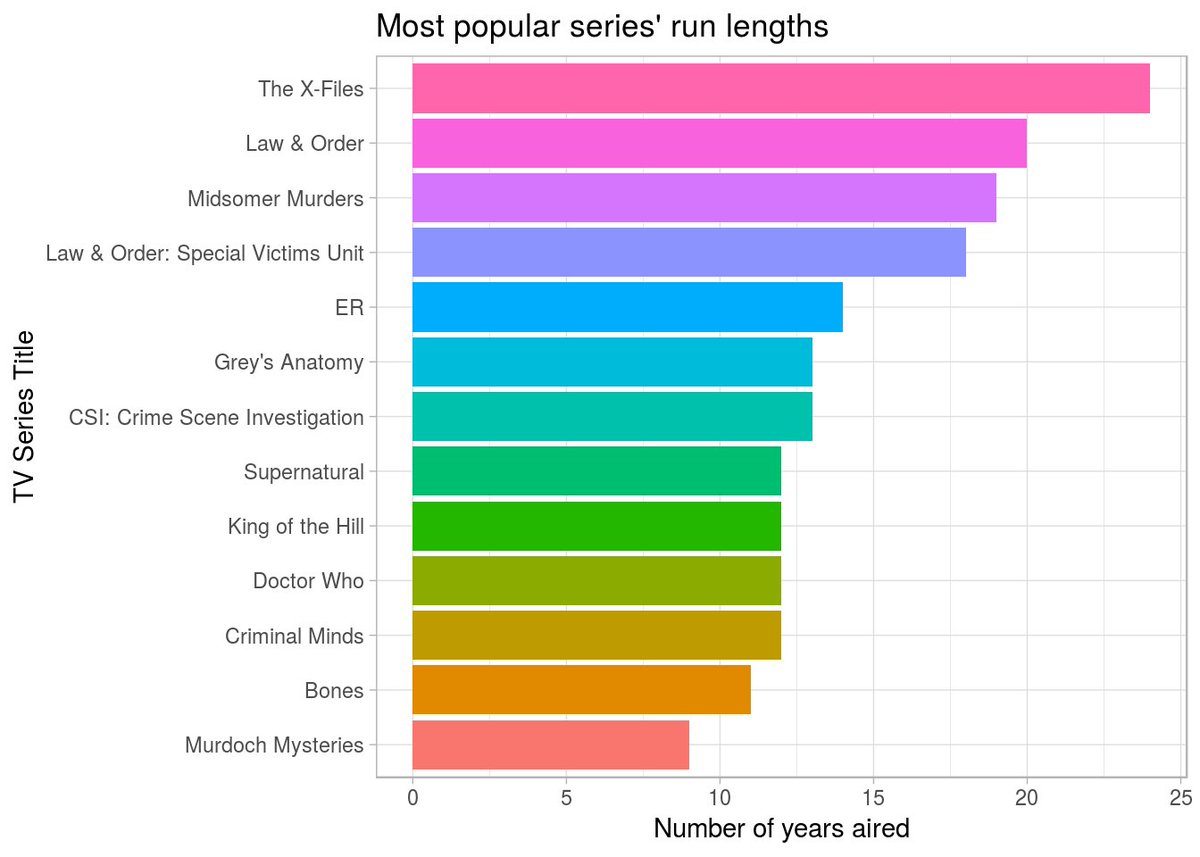 Most popular series' run lengths
The X-Files
Law & Order
Midsomer Murders
Law & Order: Special Victims Unit
ER
Grey's Anatomy
CSI: Crime Scene Investigation
Supernatural
King of the Hill
Doctor Who
Criminal Minds
Bones
Murdoch Mysteries
TV Series Title
0 5 10 15 20 25
Number of years aired